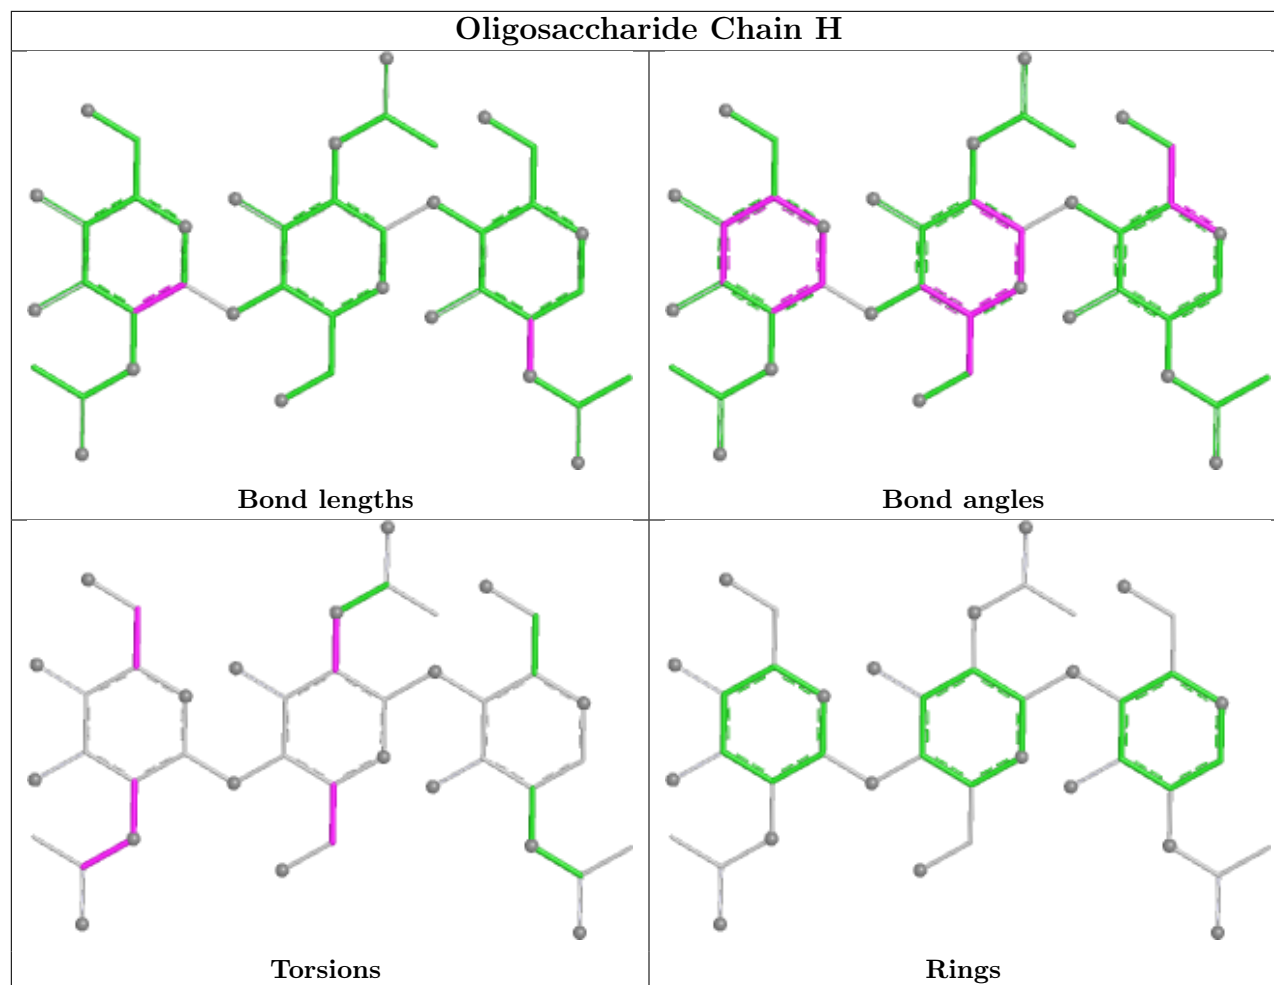 Oligosaccharide Chain H
Bond lengths
Bond angles
Torsions
Rings